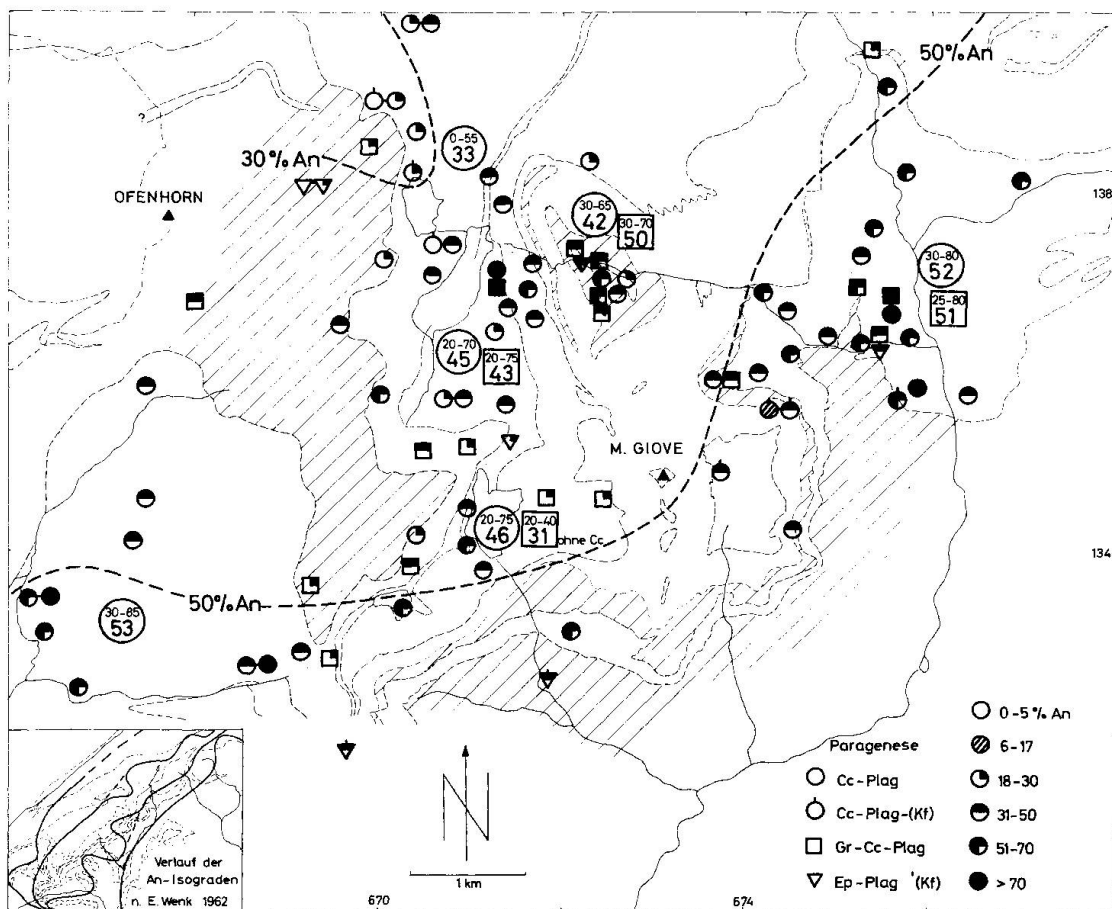 50% An
0-55
33
30% An
OFENHORN
138
30-65
42
30-70
50
30-80
52
25-80
51
20-70
45
20-75
43
M. GIOVE
20-75
46
20-40
31
ohne Cc
134
50% An
30-65
53
Paragenese
Cc-Plag
Cc-Plag-(Kf)
Gr-Cc-Plag
Ep-Plag '(Kf)
0-5 % An
6-17
18-30
31-50
51-70
> 70
N
1 km
Verlauf der
An-Isograden
n. E. Wenk 1962
670
674